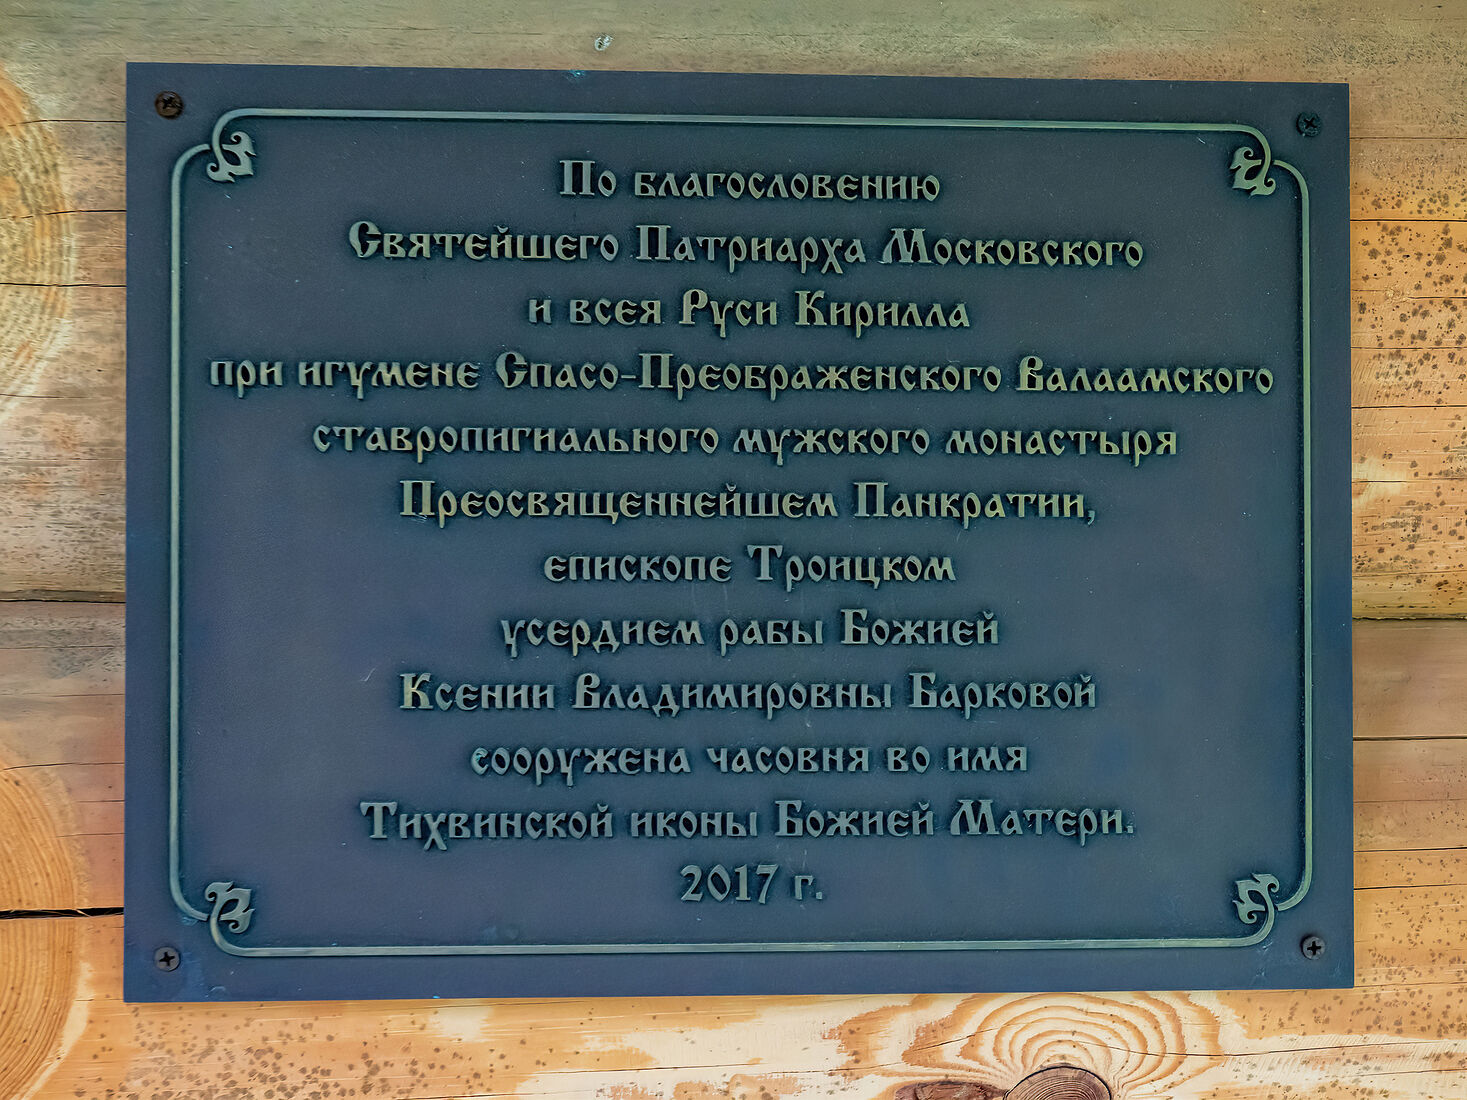 По благословению
Святейшего Патриарха Московского
и всея Руси Кирилла
при игумене Спасо-Преображенского Валаамского
ставропигиального мужского монастыря
Преосвященнейшем Панкратии,
епископе Троицком
усердием рабы Божией
Ксении Владимировны Барковой
сооружена часовня во имя
Тихвинской иконы Божией Матери.
2017 г.